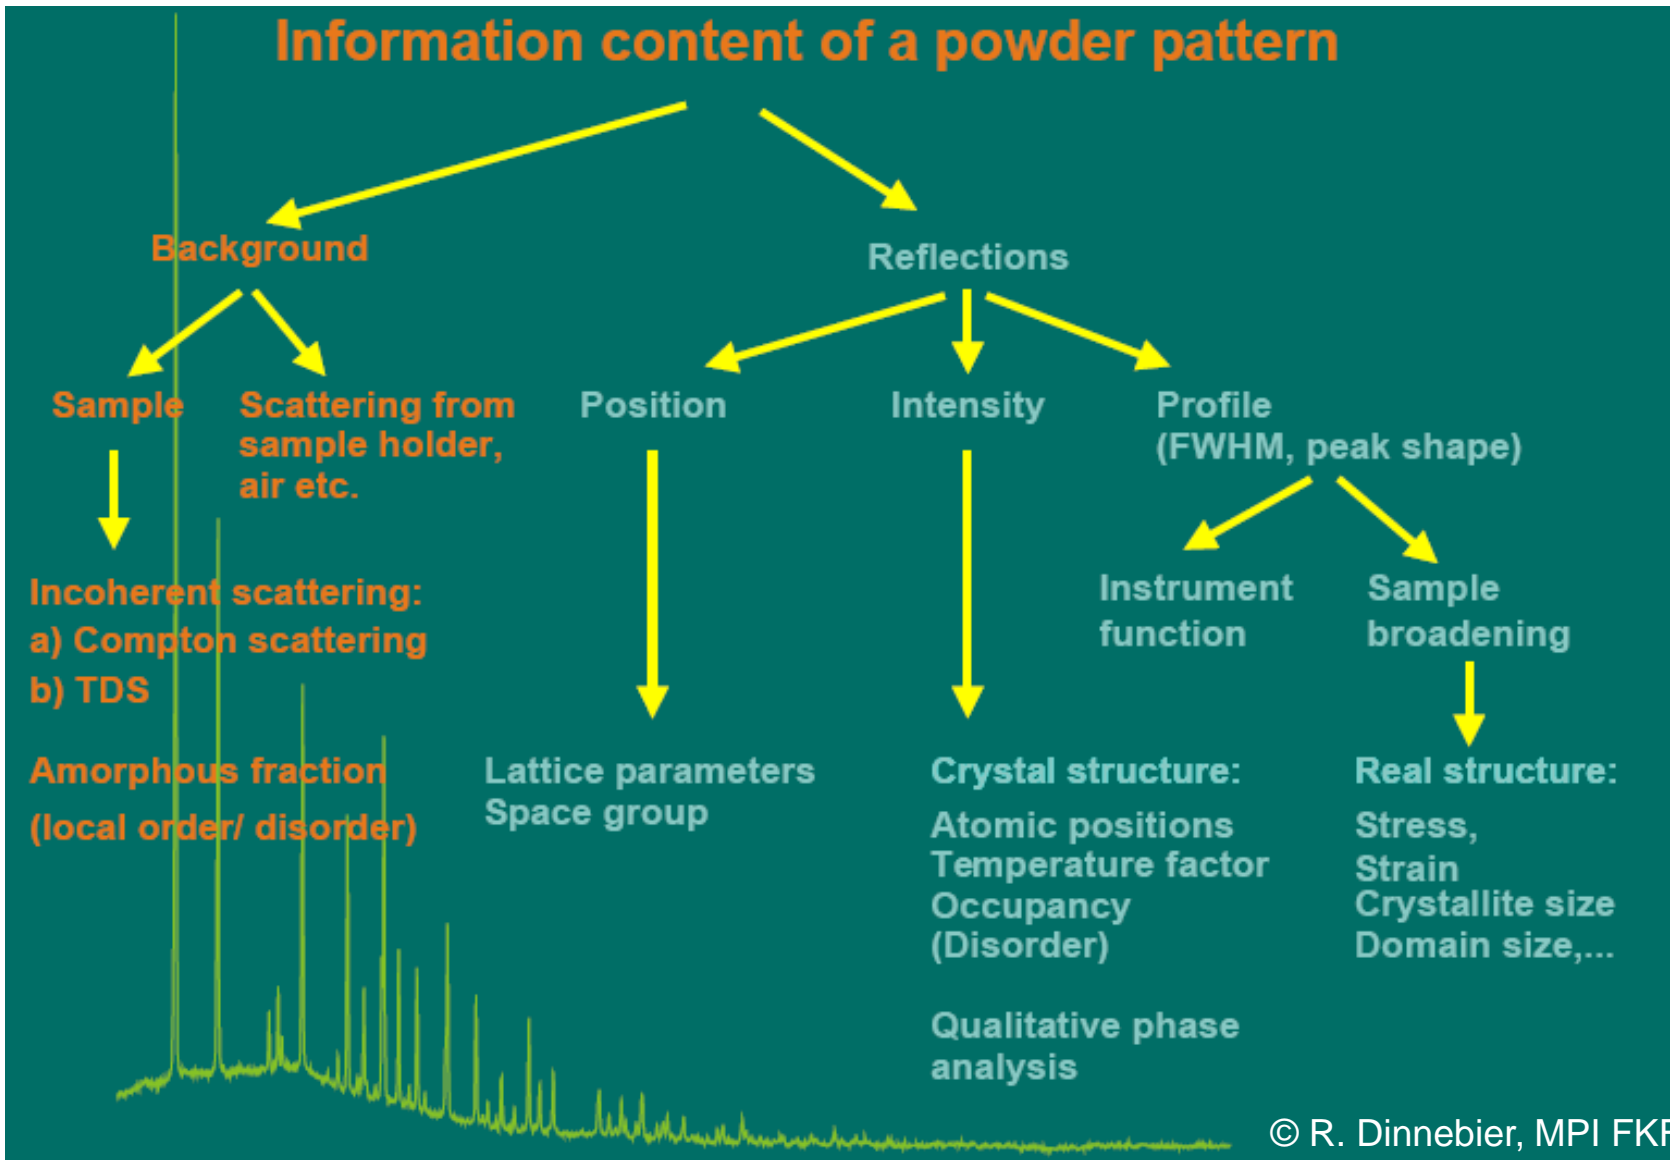 Information content of a powder pattern
Background
Reflections
Sample
Scattering from
sample holder,
air etc.
Position
Intensity
Profile
(FWHM, peak shape)
Instrument
function
Sample
broadening
Incoherent scattering:
a) Compton scattering
b) TDS
Amorphous fraction
(local order/ disorder)
Lattice parameters
Space group
Crystal structure:
Atomic positions
Temperature factor
Occupancy
(Disorder)
Qualitative phase
analysis
Real structure:
Stress,
Strain
Crystallite size
Domain size,...
© R. Dinnebier, MPI FKF